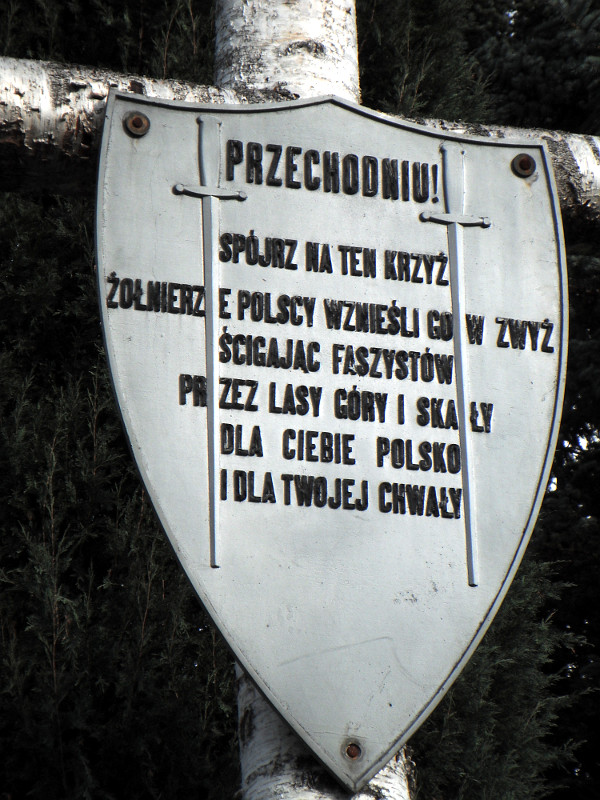 PRZECHODNIU!
SPÓJRZ NA TEN KRZYŻ
ŻOŁNIERZE POLSCY WZNIEŚLI GO W ZWYŻ
ŚCIGAJĄC FASZYSTÓW
PRZEZ LASY GÓRY I SKAŁY
DLA CIEBIE POLSKO
I DLA TWOJEJ CHWAŁY